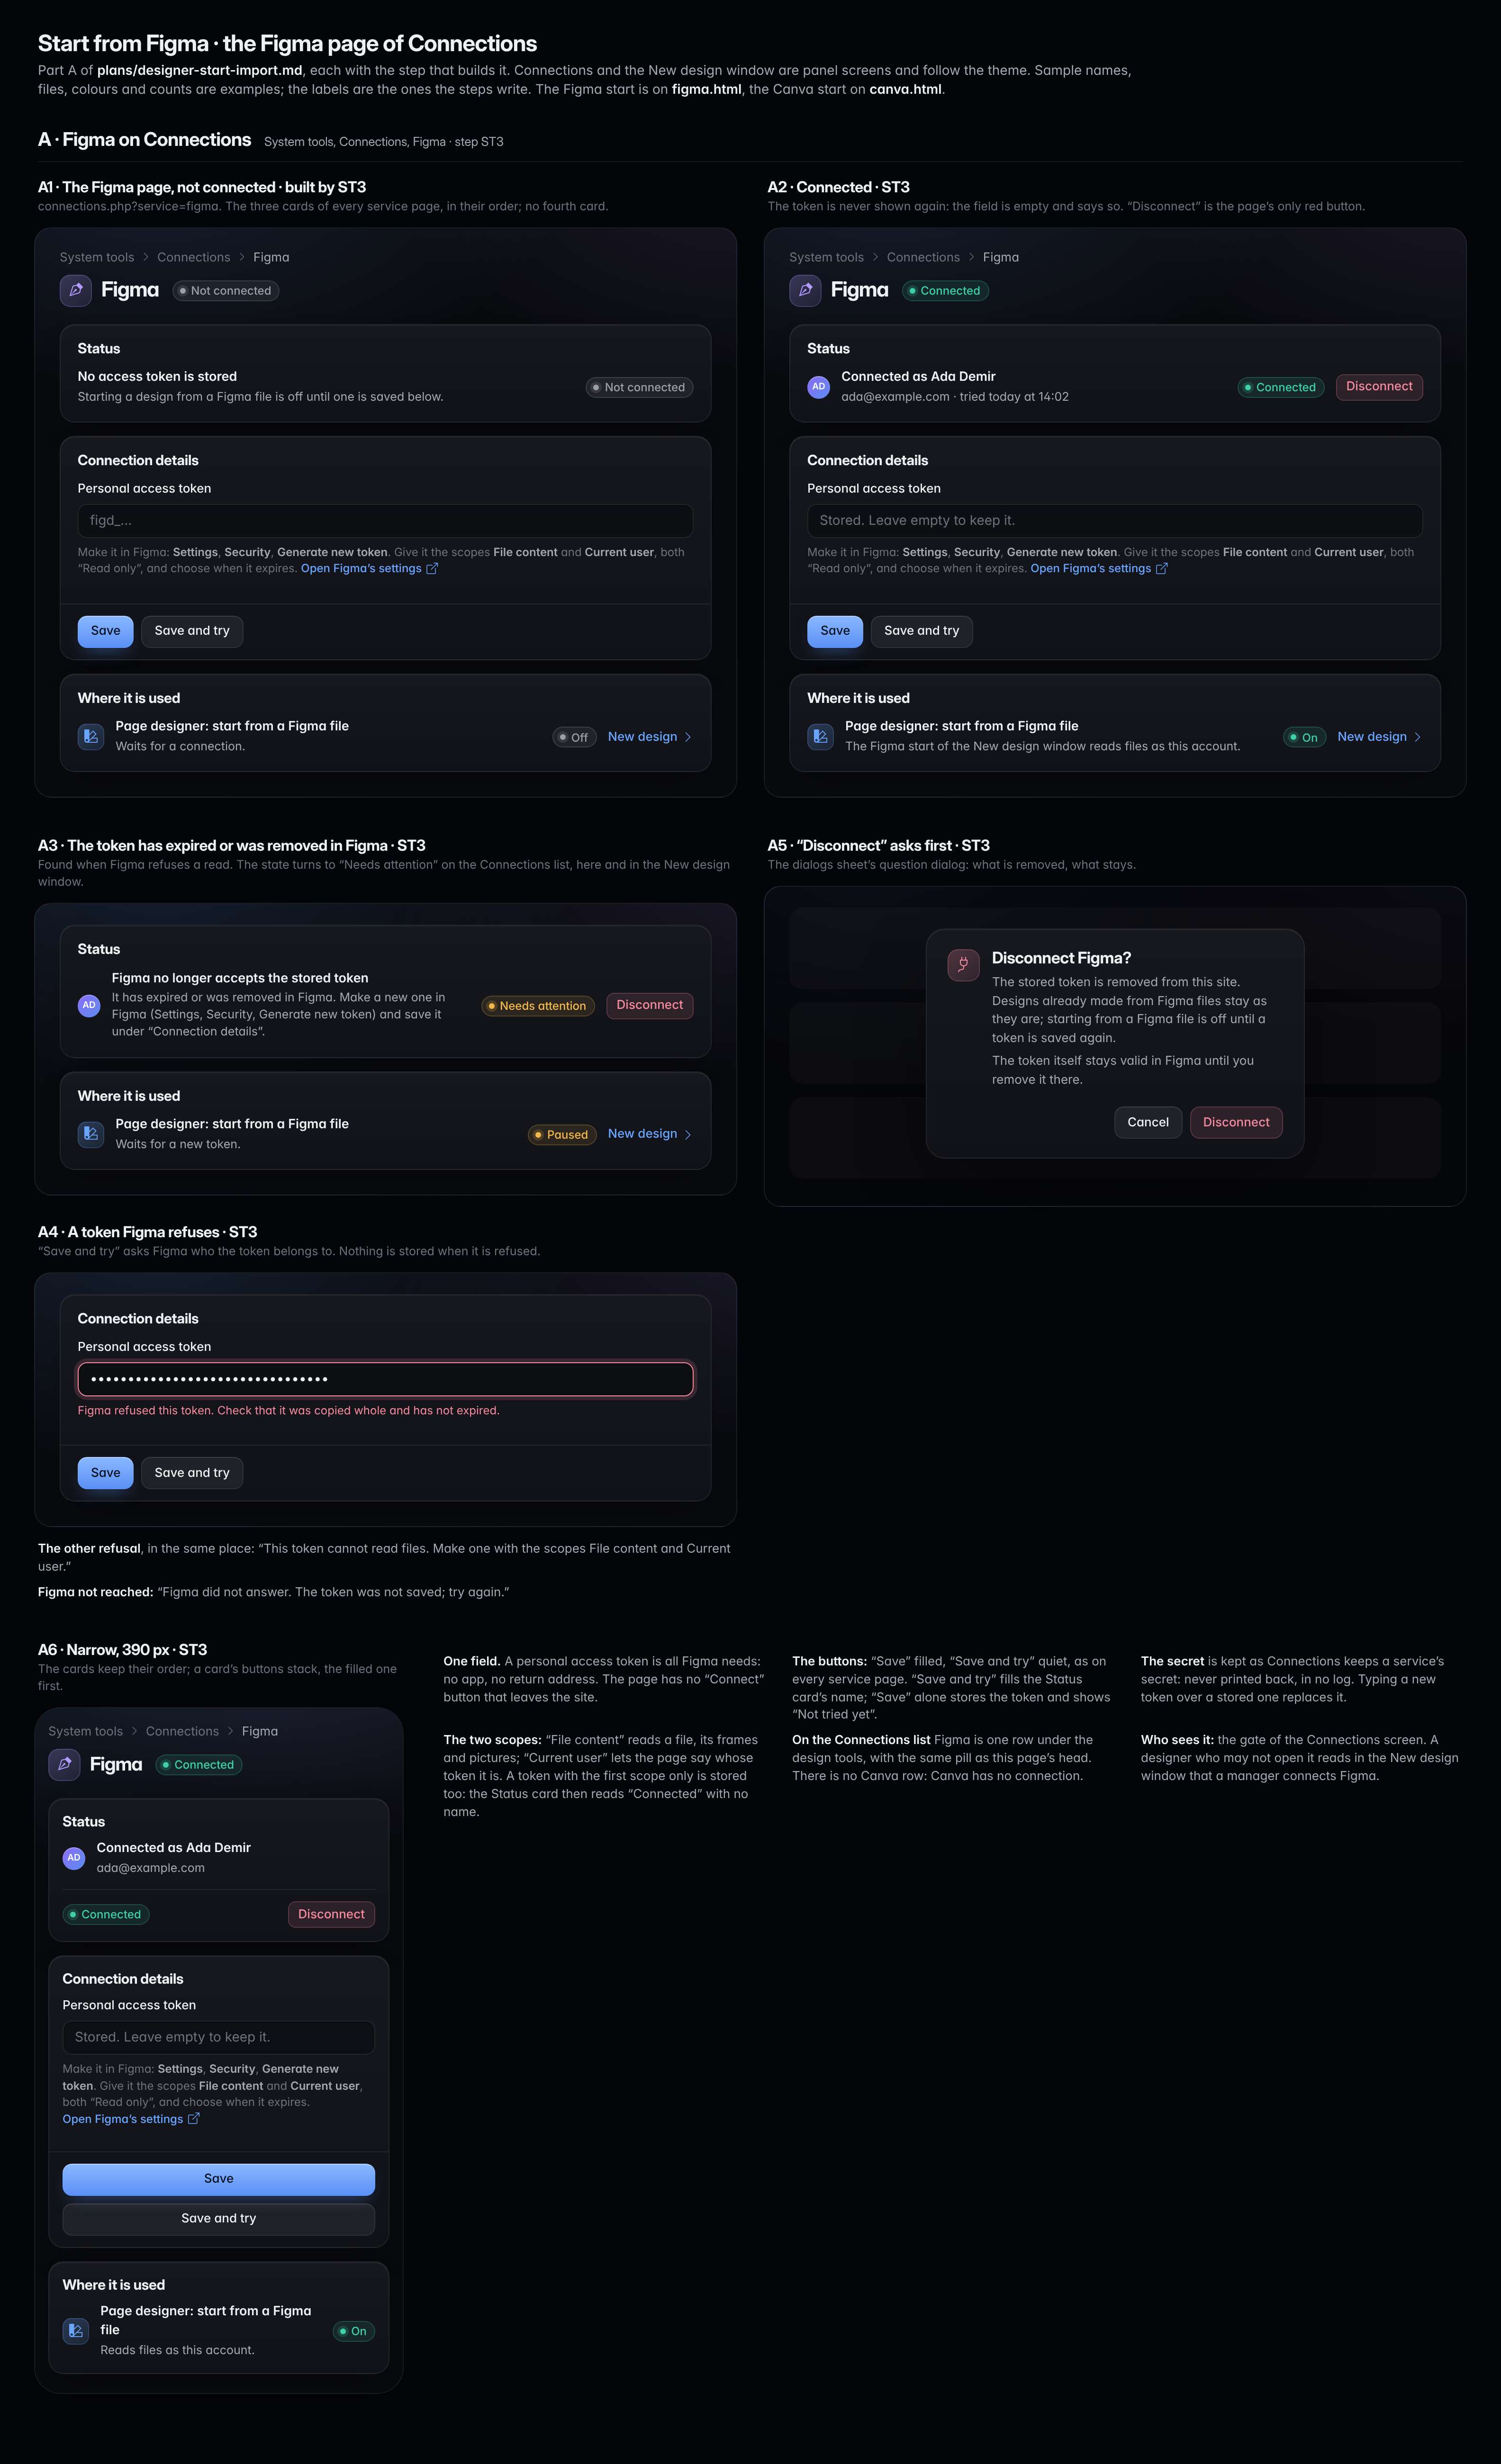 Start from Figma · the Figma page of Connections
Part A of plans/designer-start-import.md, each with the step that builds it. Connections and the New design window are panel screens and follow the theme. Sample names,
files, colours and counts are examples; the labels are the ones the steps write. The Figma start is on figma.html, the Canva start on canva.html.
A · Figma on Connections
System tools, Connections, Figma · step ST3
A1 · The Figma page, not connected · built by ST3
connections.php?service=figma. The three cards of every service page, in their order; no fourth card.
System tools > Connections > Figma
Figma
Not connected
Status
No access token is stored
Starting a design from a Figma file is off until one is saved below.
Not connected
Connection details
Personal access token
figd_...
Make it in Figma: Settings, Security, Generate new token. Give it the scopes File content and Current user, both
“Read only”, and choose when it expires. Open Figma’s settings
Save
Save and try
Where it is used
Page designer: start from a Figma file
Waits for a connection.
Off
New design
A2 · Connected · ST3
The token is never shown again: the field is empty and says so. “Disconnect” is the page’s only red button.
System tools > Connections > Figma
Figma
Connected
Status
AD
Connected as Ada Demir
ada@example.com · tried today at 14:02
Connected
Disconnect
Connection details
Personal access token
Stored. Leave empty to keep it.
Make it in Figma: Settings, Security, Generate new token. Give it the scopes File content and Current user, both
“Read only”, and choose when it expires. Open Figma’s settings
Save
Save and try
Where it is used
Page designer: start from a Figma file
The Figma start of the New design window reads files as this account.
On
New design
A3 · The token has expired or was removed in Figma · ST3
Found when Figma refuses a read. The state turns to “Needs attention” on the Connections list, here and in the New design
window.
Status
AD
Figma no longer accepts the stored token
It has expired or was removed in Figma. Make a new one in
Figma (Settings, Security, Generate new token) and save it
under “Connection details”.
Needs attention
Disconnect
Where it is used
Page designer: start from a Figma file
Waits for a new token.
Paused
New design
A5 · “Disconnect” asks first · ST3
The dialogs sheet’s question dialog: what is removed, what stays.
Disconnect Figma?
The stored token is removed from this site.
Designs already made from Figma files stay as
they are; starting from a Figma file is off until a
token is saved again.
The token itself stays valid in Figma until you
remove it there.
Cancel
Disconnect
A4 · A token Figma refuses · ST3
“Save and try” asks Figma who the token belongs to. Nothing is stored when it is refused.
Connection details
Personal access token
Figma refused this token. Check that it was copied whole and has not expired.
Save
Save and try
The other refusal, in the same place: “This token cannot read files. Make one with the scopes File content and Current
user.”
Figma not reached: “Figma did not answer. The token was not saved; try again.”
A6 · Narrow, 390 px · ST3
The cards keep their order; a card’s buttons stack, the filled one
first.
System tools > Connections > Figma
Figma
Connected
Status
AD
Connected as Ada Demir
ada@example.com
Connected
Disconnect
Connection details
Personal access token
Stored. Leave empty to keep it.
Make it in Figma: Settings, Security, Generate new
token. Give it the scopes File content and Current user,
both “Read only”, and choose when it expires.
Open Figma’s settings
Save
Save and try
Where it is used
Page designer: start from a Figma
file
Reads files as this account.
On
One field. A personal access token is all Figma needs:
no app, no return address. The page has no “Connect”
button that leaves the site.
The buttons: “Save” filled, “Save and try” quiet, as on
every service page. “Save and try” fills the Status
card’s name; “Save” alone stores the token and shows
“Not tried yet”.
The secret is kept as Connections keeps a service’s
secret: never printed back, in no log. Typing a new
token over a stored one replaces it.
The two scopes: “File content” reads a file, its frames
and pictures; “Current user” lets the page say whose
token it is. A token with the first scope only is stored
too: the Status card then reads “Connected” with no
name.
On the Connections list Figma is one row under the
design tools, with the same pill as this page’s head.
There is no Canva row: Canva has no connection.
Who sees it: the gate of the Connections screen. A
designer who may not open it reads in the New design
window that a manager connects Figma.